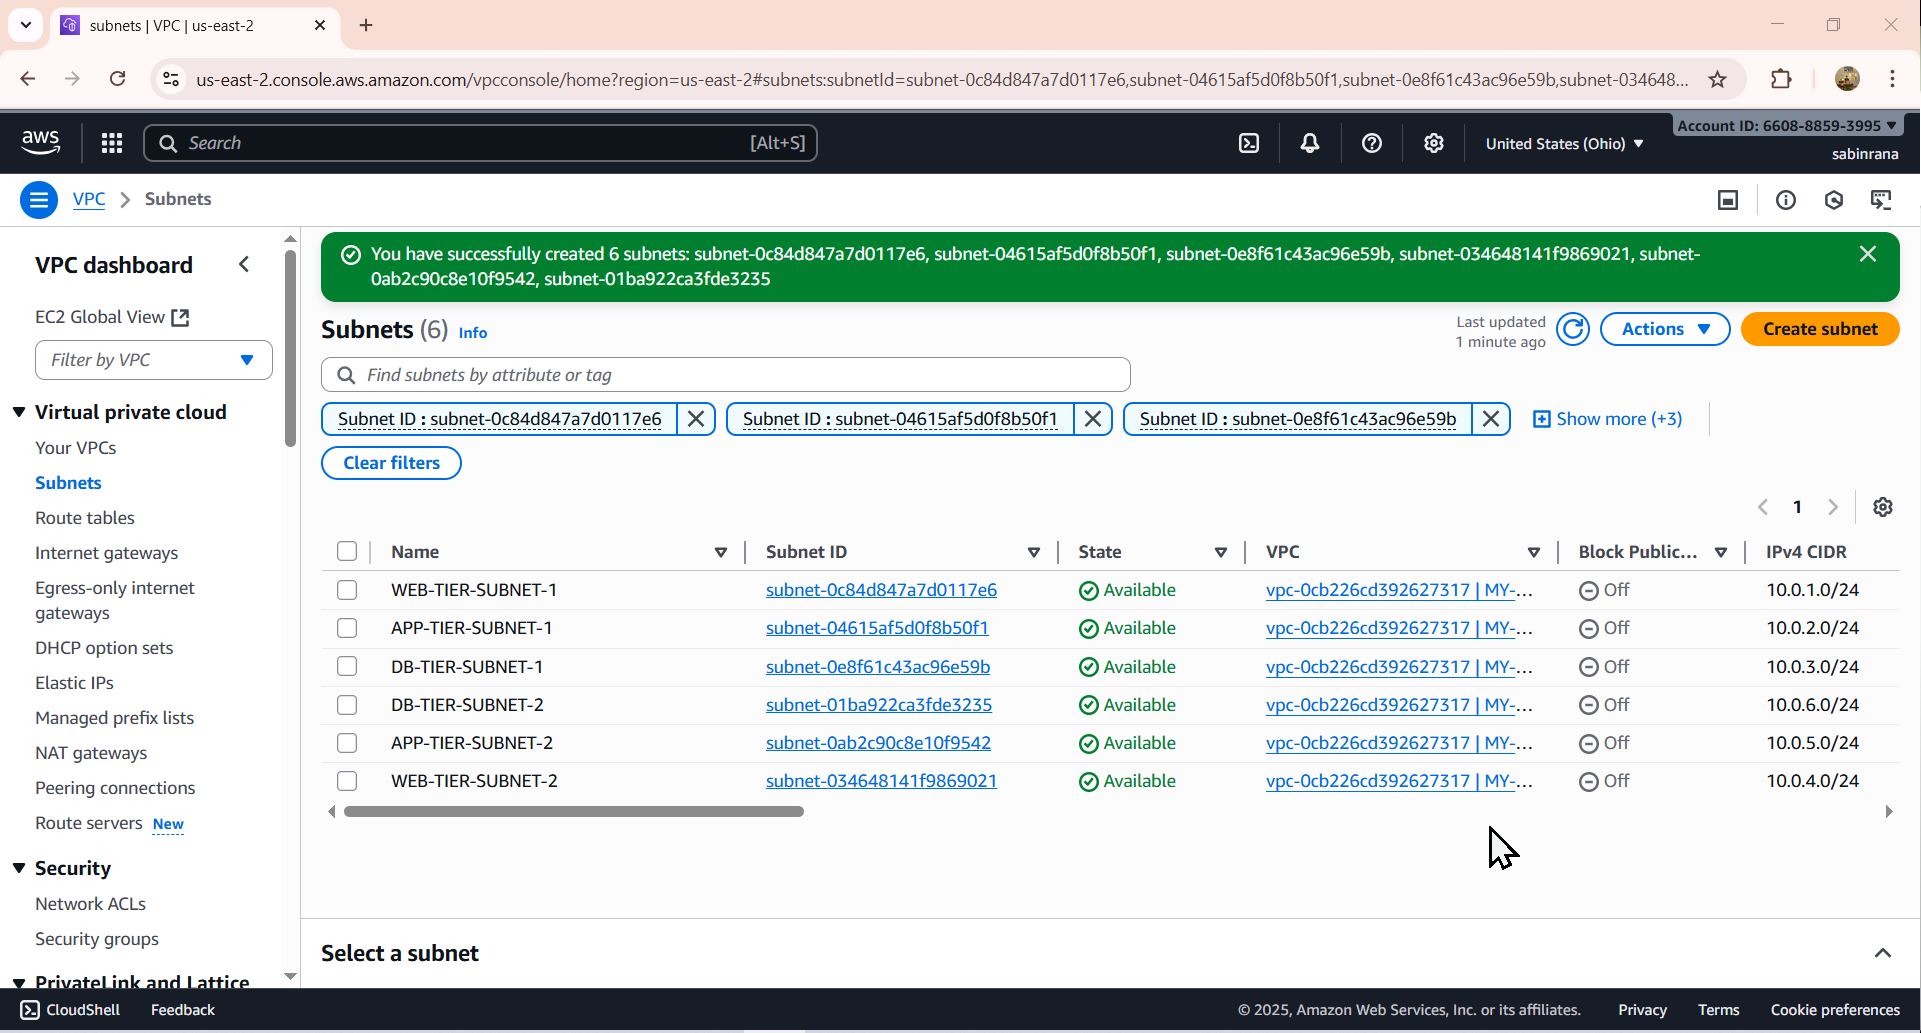 subnets | VPC | us-east-2
us-east-2.console.aws.amazon.com/vpcconsole/home?region=us-east-2#subnets:subnetId=subnet-0c84d847a7d0117e6,subnet-04615af5d0f8b50f1,subnet-0e8f61c43ac96e59b,subnet-034648...
aws
Search
[Alt+S]
United States (Ohio)
Account ID: 6608-8859-3995
sabinrana
VPC
Subnets
VPC dashboard
EC2 Global View
Filter by VPC
Virtual private cloud
Your VPCs
Subnets
Route tables
Internet gateways
Egress-only internet
gateways
DHCP option sets
Elastic IPs
Managed prefix lists
NAT gateways
Peering connections
Route servers New
Security
Network ACLs
Security groups
PrivateLink and Lattice
You have successfully created 6 subnets: subnet-0c84d847a7d0117e6, subnet-04615af5d0f8b50f1, subnet-0e8f61c43ac96e59b, subnet-034648141f9869021, subnet-
0ab2c90c8e10f9542, subnet-01ba922ca3fde3235
Subnets (6) Info
Last updated
1 minute ago
Actions
Create subnet
Find subnets by attribute or tag
Subnet ID : subnet-0c84d847a7d0117e6
Subnet ID : subnet-04615af5d0f8b50f1
Subnet ID : subnet-0e8f61c43ac96e59b
Show more (+3)
Clear filters
1
Name Subnet ID State VPC Block Public... IPv4 CIDR
WEB-TIER-SUBNET-1 subnet-0c84d847a7d0117e6 Available vpc-0cb226cd392627317 | MY-... Off 10.0.1.0/24
APP-TIER-SUBNET-1 subnet-04615af5d0f8b50f1 Available vpc-0cb226cd392627317 | MY-... Off 10.0.2.0/24
DB-TIER-SUBNET-1 subnet-0e8f61c43ac96e59b Available vpc-0cb226cd392627317 | MY-... Off 10.0.3.0/24
DB-TIER-SUBNET-2 subnet-01ba922ca3fde3235 Available vpc-0cb226cd392627317 | MY-... Off 10.0.6.0/24
APP-TIER-SUBNET-2 subnet-0ab2c90c8e10f9542 Available vpc-0cb226cd392627317 | MY-... Off 10.0.5.0/24
WEB-TIER-SUBNET-2 subnet-034648141f9869021 Available vpc-0cb226cd392627317 | MY-... Off 10.0.4.0/24
Select a subnet
CloudShell
Feedback
© 2025, Amazon Web Services, Inc. or its affiliates.
Privacy
Terms
Cookie preferences